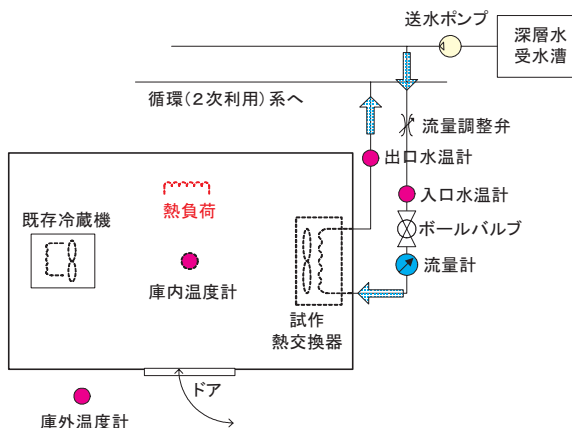 送水ポンプ
深層水
受水漕
循環(2次利用)系へ
流量調整弁
出口水温計
入口水温計
熱負荷
既存冷蔵機
ボールバルブ
庫内温度計
流量計
試作
熱交換器
ドア
庫外温度計